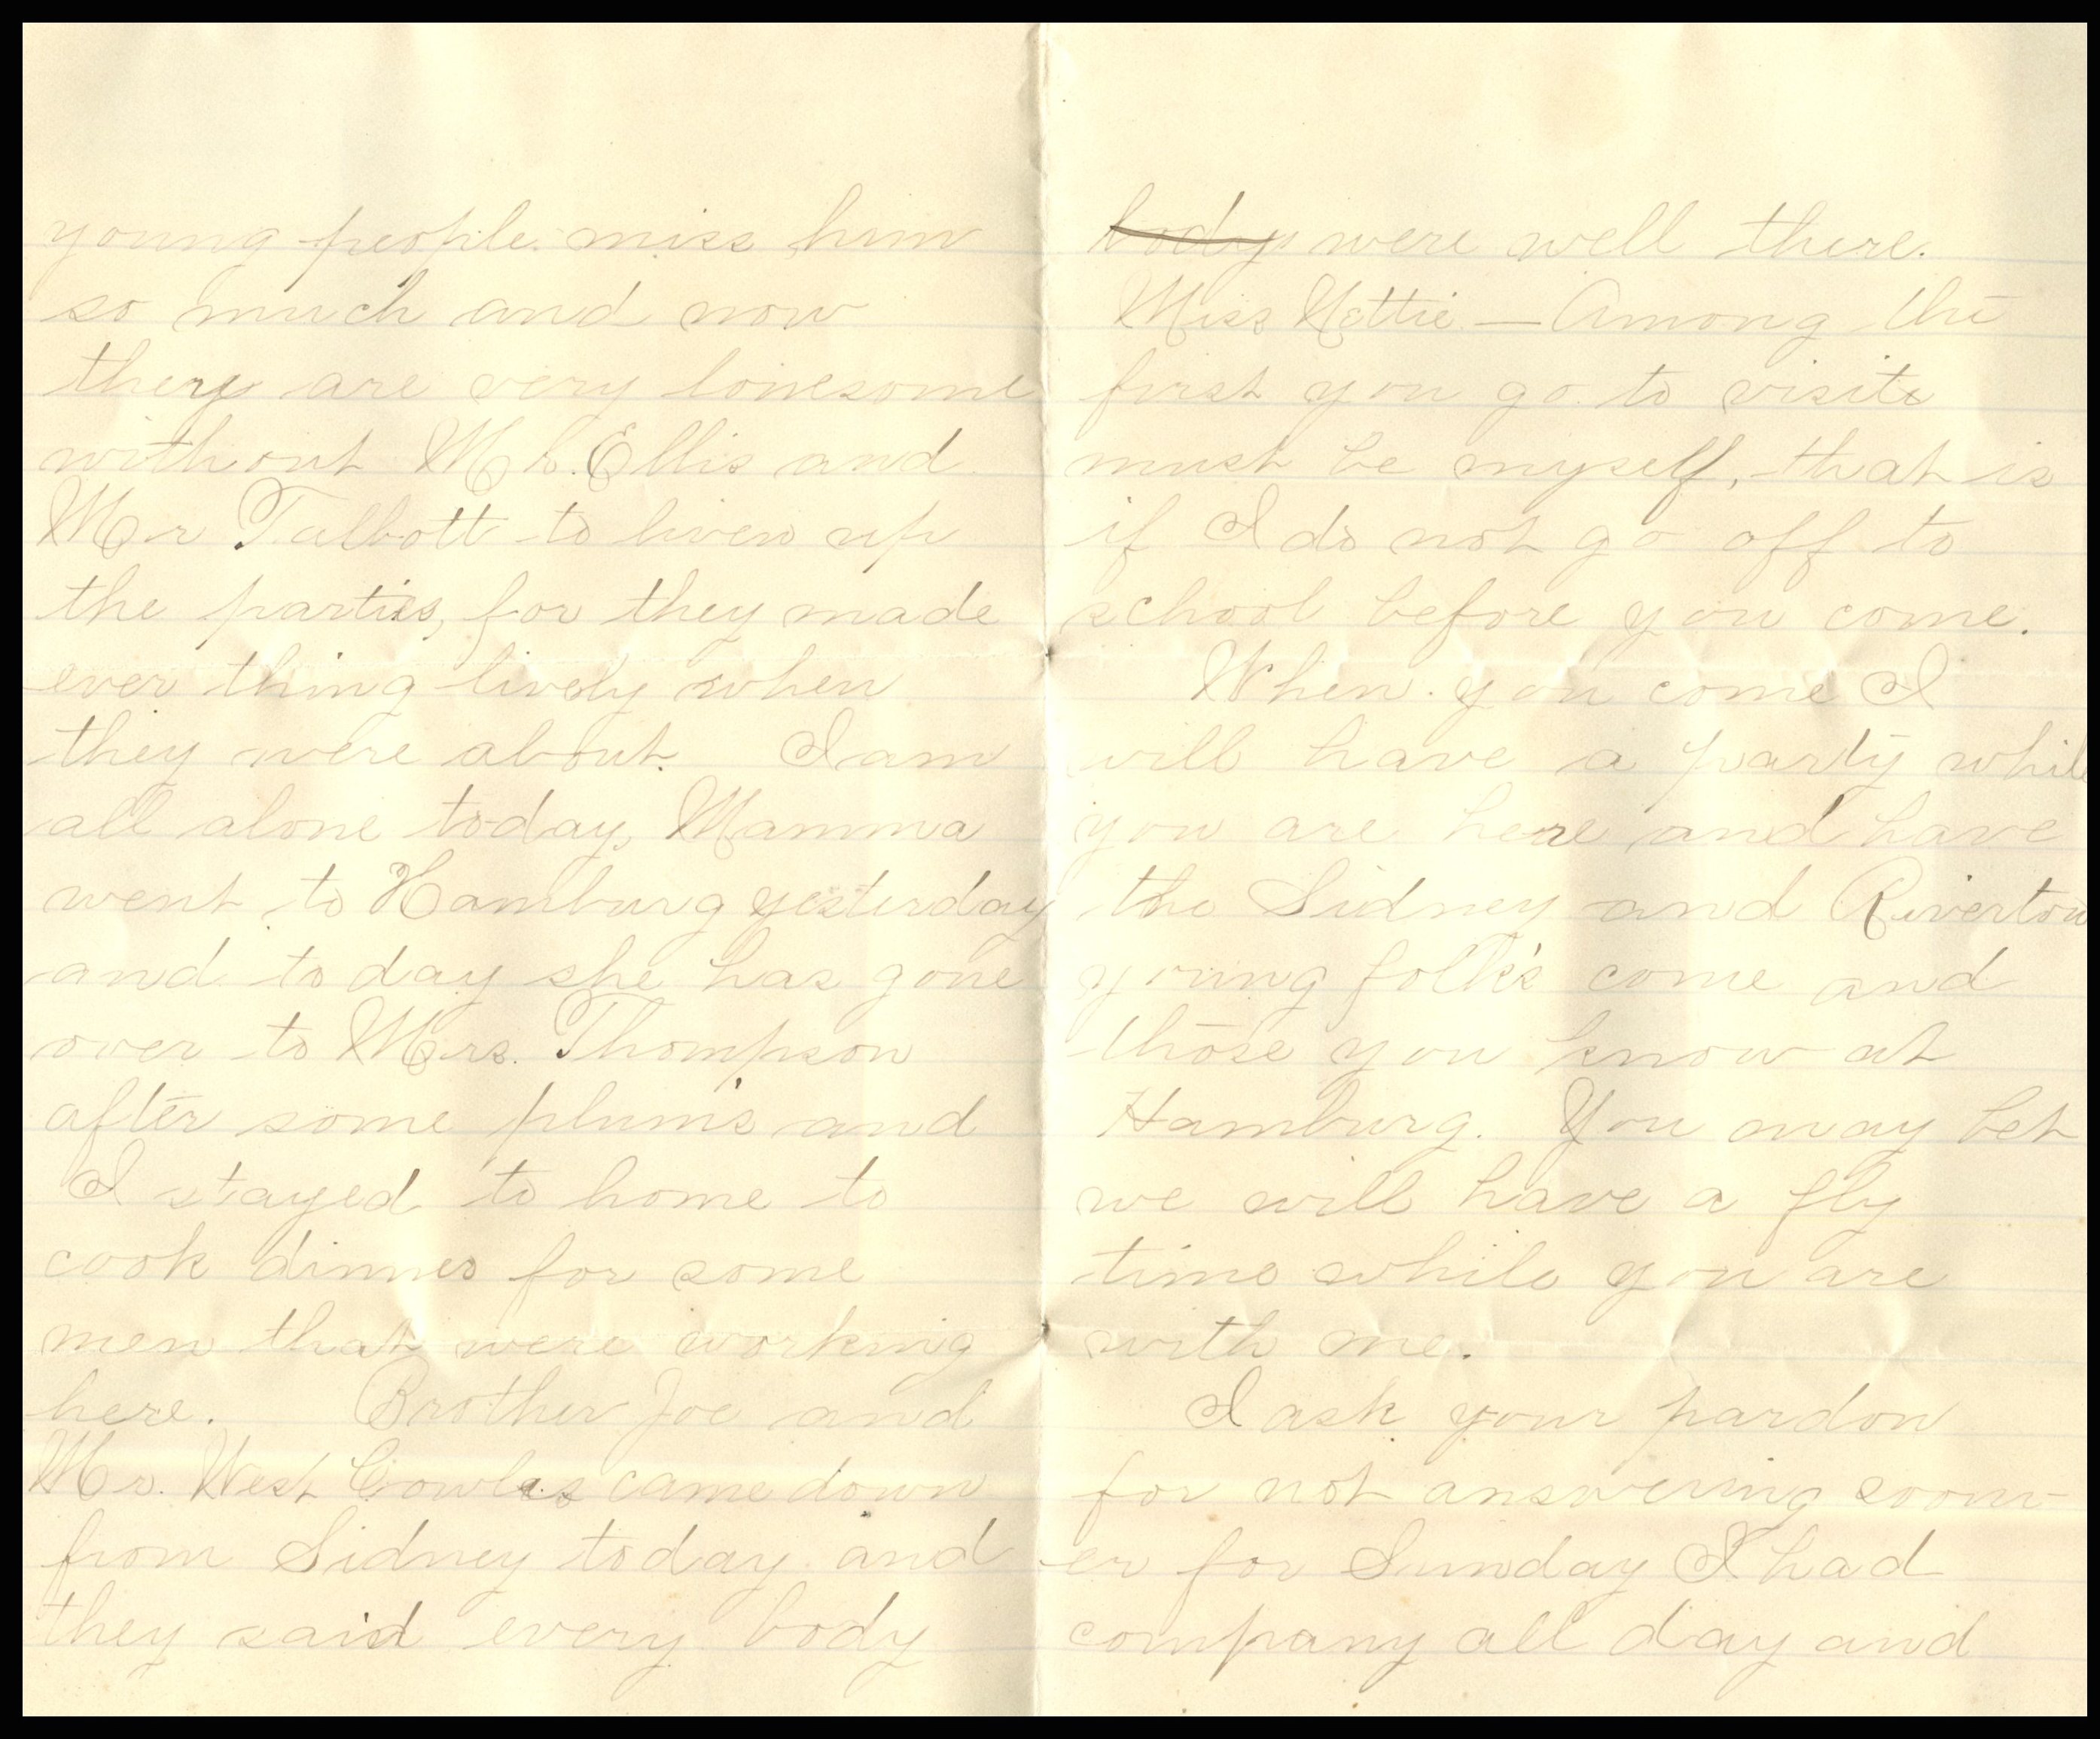 young people miss him
so much and now
they are very lonesome
without Mr. Ellis and
Mr Talbott to liven up
the parties, for they made
ever thing lively when
they were about. I am
all alone today, Mamma
went to Hamburg yesterday
and to day she has gone
over to Mrs. Thompson
after some plum's and
I stayed to home to
cook dinner for some
men that were working
here. Brother Joe and
Mr. West Cowles came down
from Sidney today and
they said every body
body were well there.
Miss Nettie — Among the
first you go to visit
must be myself, that is
if I do not go off to
school before you come.
When you come I
will have a party while
you are here and have
the Sidney and Riverton
young folk's come and
those you know at
Hamburg. You may bet
we will have a fly
time while you are
with me.
I ask your pardon
for not answering soon-
er for Sunday I had
company all day and